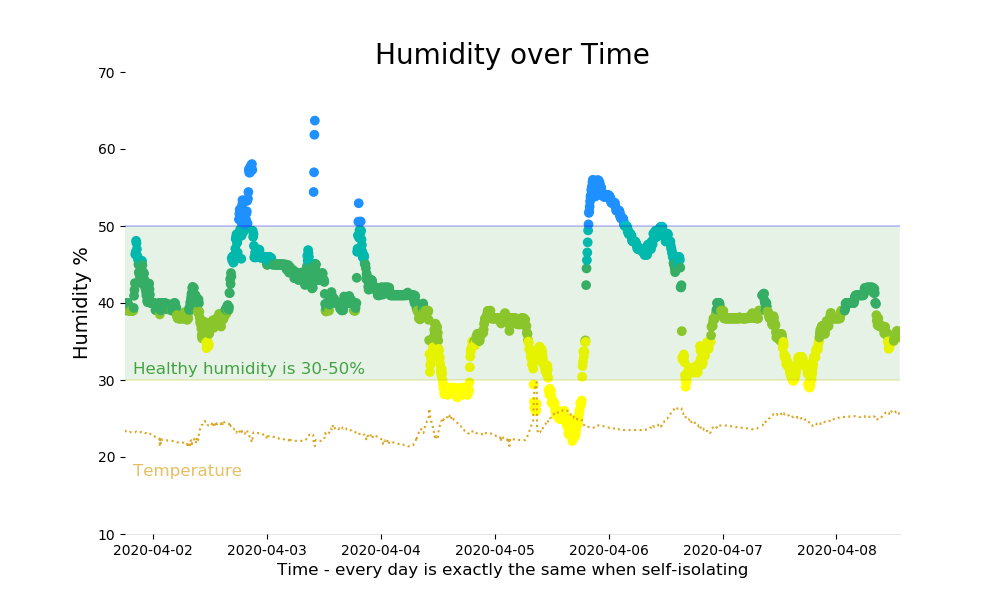 Humidity over Time
70
60
50
40
30
20
10
Humidity %
Healthy humidity is 30-50%
Temperature
2020-04-02 2020-04-03 2020-04-04 2020-04-05 2020-04-06 2020-04-07 2020-04-08
Time - every day is exactly the same when self-isolating